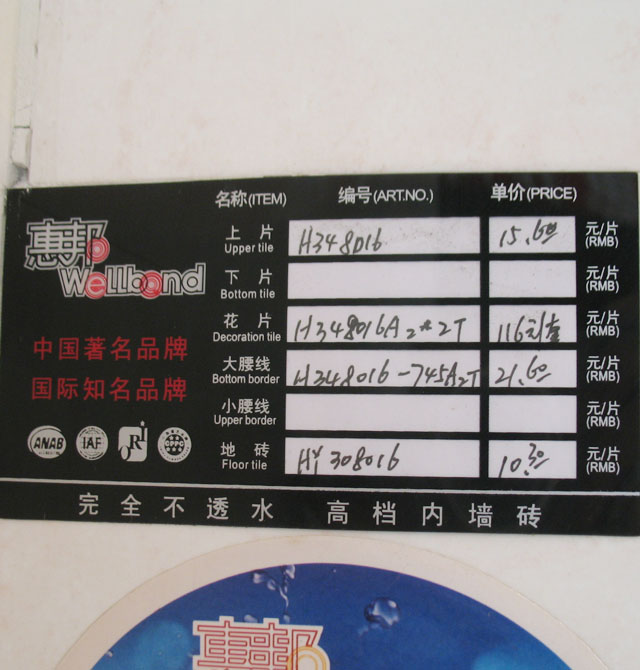 名称(ITEM) 编号(ART.NO.) 单价(PRICE)
惠邦
Wellbond
上片 H348016 15.60 元/片
Upper tile (RMB)
下片 元/片
Bottom tile (RMB)
花片 H348016A2*2T 116元/套 元/片
Decoration tile (RMB)
大腰线 H348016-745A2T 21.60 元/片
Bottom border (RMB)
小腰线 元/片
Upper border (RMB)
地砖 308016 10.30 元/片
Floor tile (RMB)
中国著名品牌
国际知名品牌
ANAB IAF QRI CPPC
完全不透水 高档内墙砖
惠邦